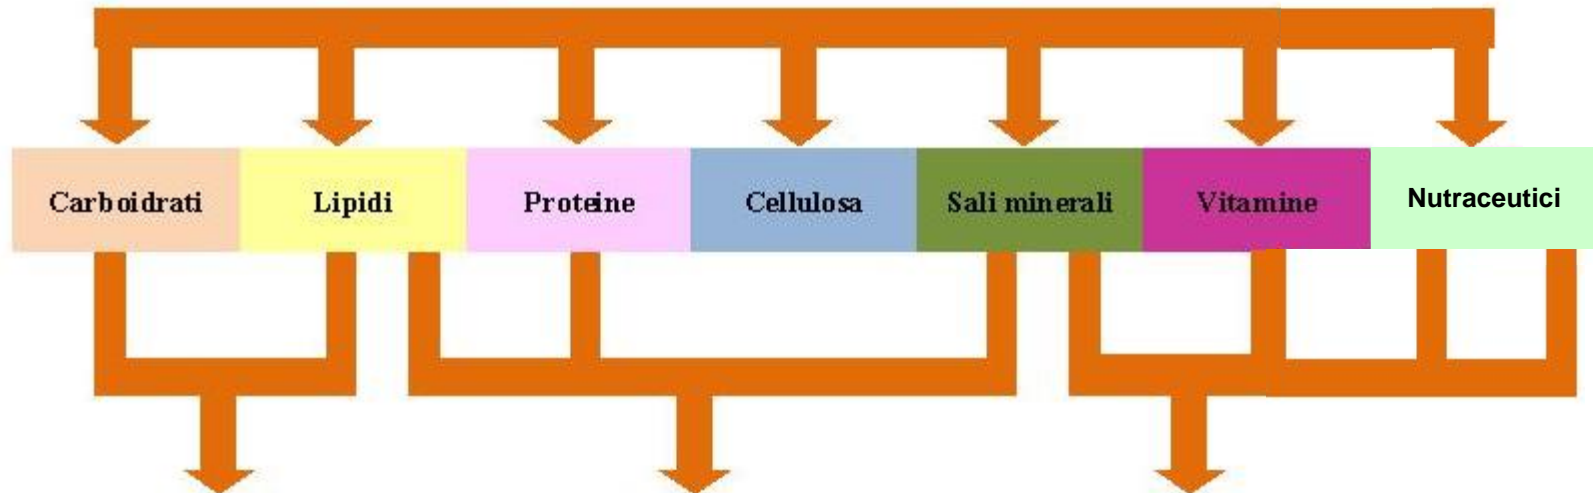 Carboidrati
Lipidi
Proteine
Cellulosa
Sali minerali
Vitamine
Nutraceutici